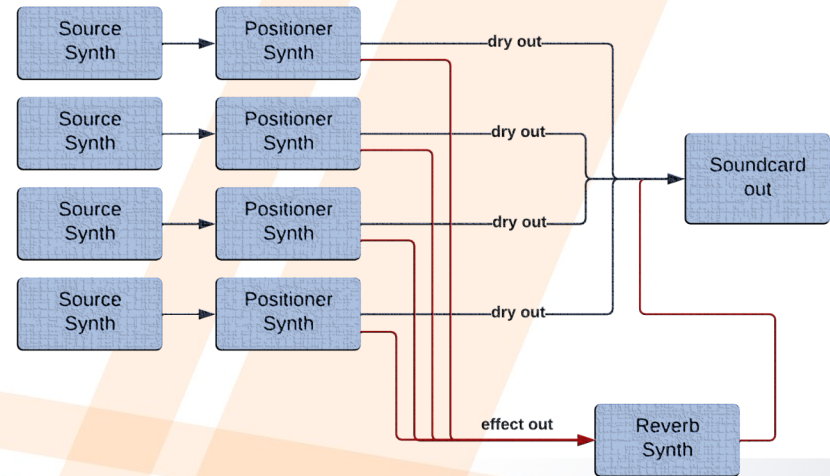 Source
Synth
Positioner
Synth
dry out
Source
Synth
Positioner
Synth
dry out
Soundcard
out
Source
Synth
Positioner
Synth
dry out
Source
Synth
Positioner
Synth
dry out
effect out
Reverb
Synth